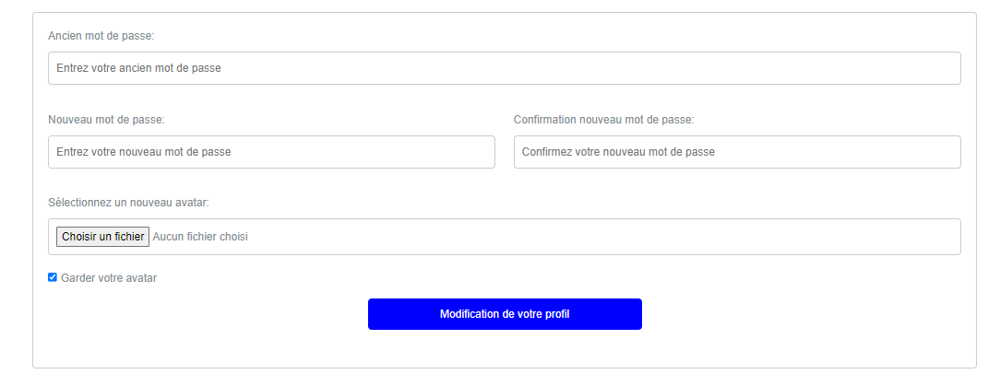 Ancien mot de passe:
Entrez votre ancien mot de passe
Nouveau mot de passe:
Confirmation nouveau mot de passe:
Entrez votre nouveau mot de passe
Confirmez votre nouveau mot de passe
Sélectionnez un nouveau avatar:
Choisir un fichier Aucun fichier choisi
Garder votre avatar
Modification de votre profil